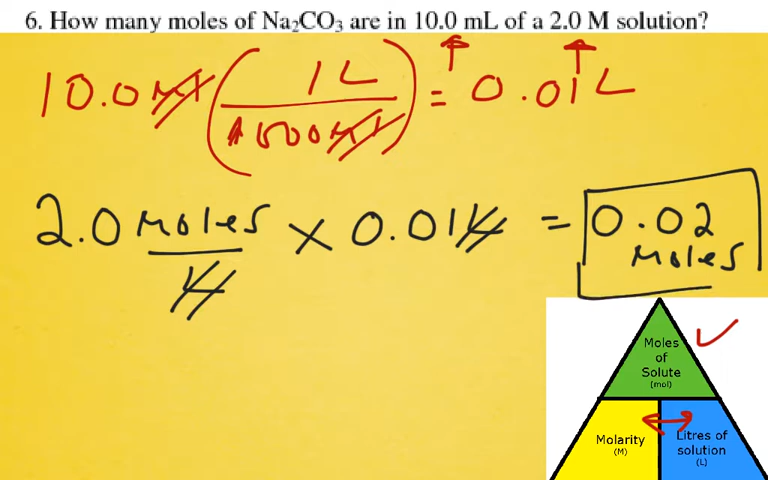 6. How many moles of Na₂CO₃ are in 10.0 mL of a 2.0 M solution?
10.0 mL ( 1 L / 1000 mL ) = 0.01 L
2.0 moles / L × 0.01 L = 0.02 moles
Moles
of
Solute
(mol)
Molarity
(M)
Litres of
solution
(L)